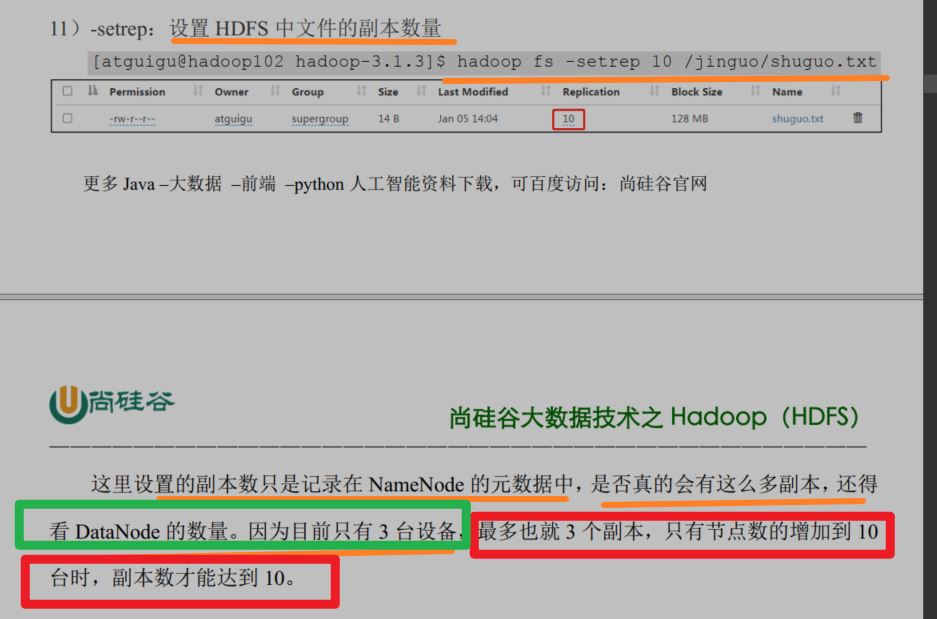 11）-setrep：设置 HDFS 中文件的副本数量
[atguigu@hadoop102 hadoop-3.1.3]$ hadoop fs -setrep 10 /jinguo/shuguo.txt
Permission Owner Group Size Last Modified Replication Block Size Name
-rw-r--r-- atguigu supergroup 14 B Jan 05 14:04 10 128 MB shuguo.txt
更多 Java –大数据 –前端 –python 人工智能资料下载，可百度访问：尚硅谷官网
尚硅谷
尚硅谷大数据技术之 Hadoop（HDFS）
这里设置的副本数只是记录在 NameNode 的元数据中，是否真的会有这么多副本，还得
看 DataNode 的数量。因为目前只有 3 台设备，最多也就 3 个副本，只有节点数的增加到 10
台时，副本数才能达到 10。